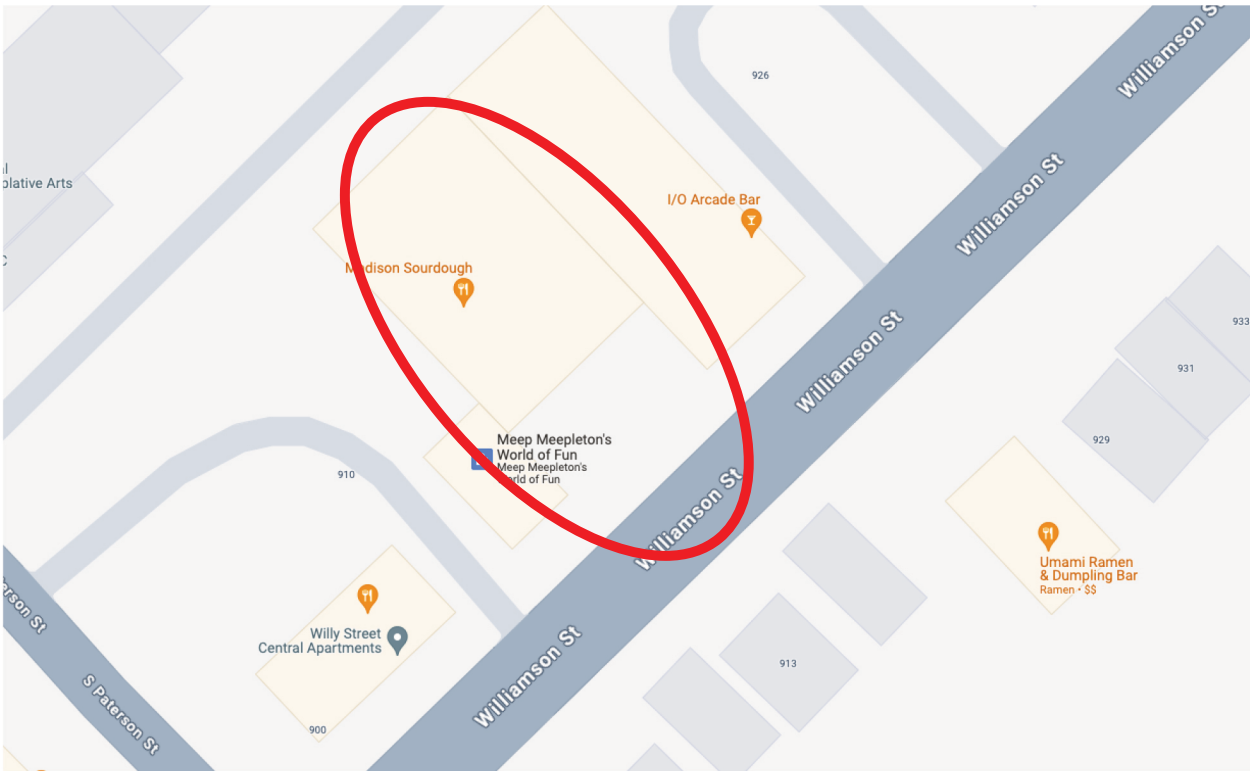 Williamson St
926
plative Arts
I/O Arcade Bar
Williamson St
Madison Sourdough
933
Williamson St
931
929
Meep Meepleton's
World of Fun
Meep Meepleton's
World of Fun
910
Williamson St
Umami Ramen
& Dumpling Bar
Ramen • $$
erson St
Willy Street
Central Apartments
Williamson St
913
S Paterson St
900